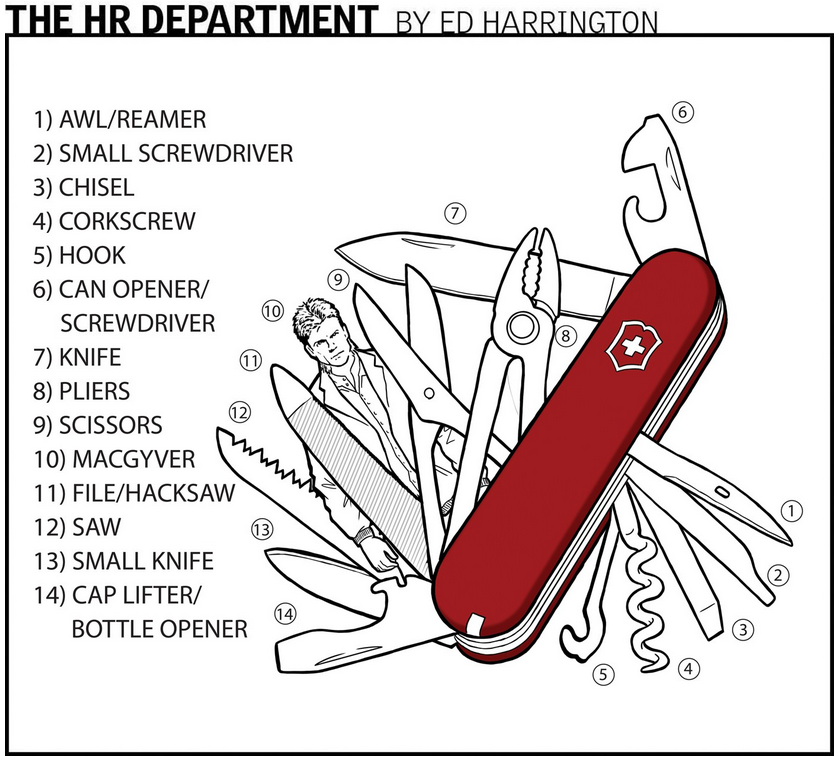 THE HR DEPARTMENT BY ED HARRINGTON
1) AWL/REAMER
2) SMALL SCREWDRIVER
3) CHISEL
4) CORKSCREW
5) HOOK
6) CAN OPENER/
SCREWDRIVER
7) KNIFE
8) PLIERS
9) SCISSORS
10) MACGYVER
11) FILE/HACKSAW
12) SAW
13) SMALL KNIFE
14) CAP LIFTER/
BOTTLE OPENER
6
7
9
10
8
11
12
1
13
2
14
3
4
5